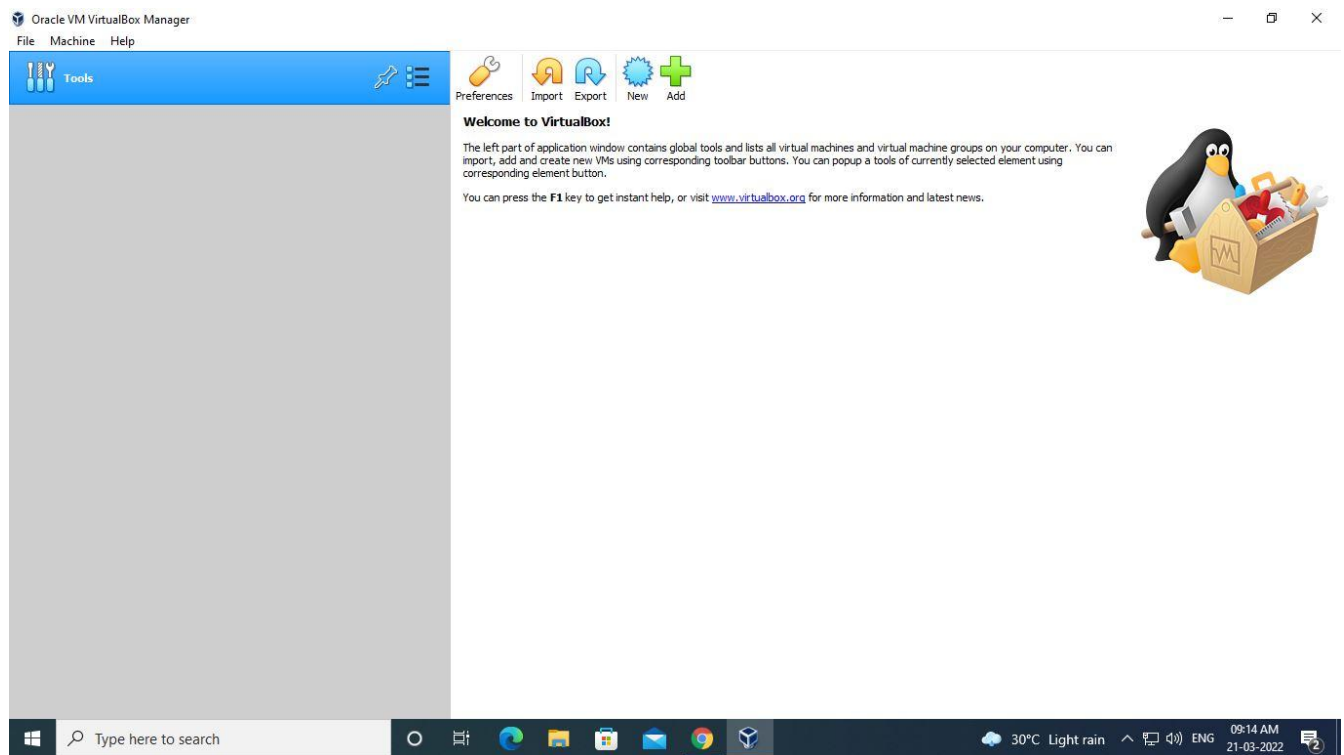 Oracle VM VirtualBox Manager
File Machine Help
Tools
Preferences Import Export New Add
Welcome to VirtualBox!
The left part of application window contains global tools and lists all virtual machines and virtual machine groups on your computer. You can
import, add and create new VMs using corresponding toolbar buttons. You can popup a tools of currently selected element using
corresponding element button.
You can press the F1 key to get instant help, or visit www.virtualbox.org for more information and latest news.
Type here to search
30°C Light rain
ENG
09:14 AM
21-03-2022
2